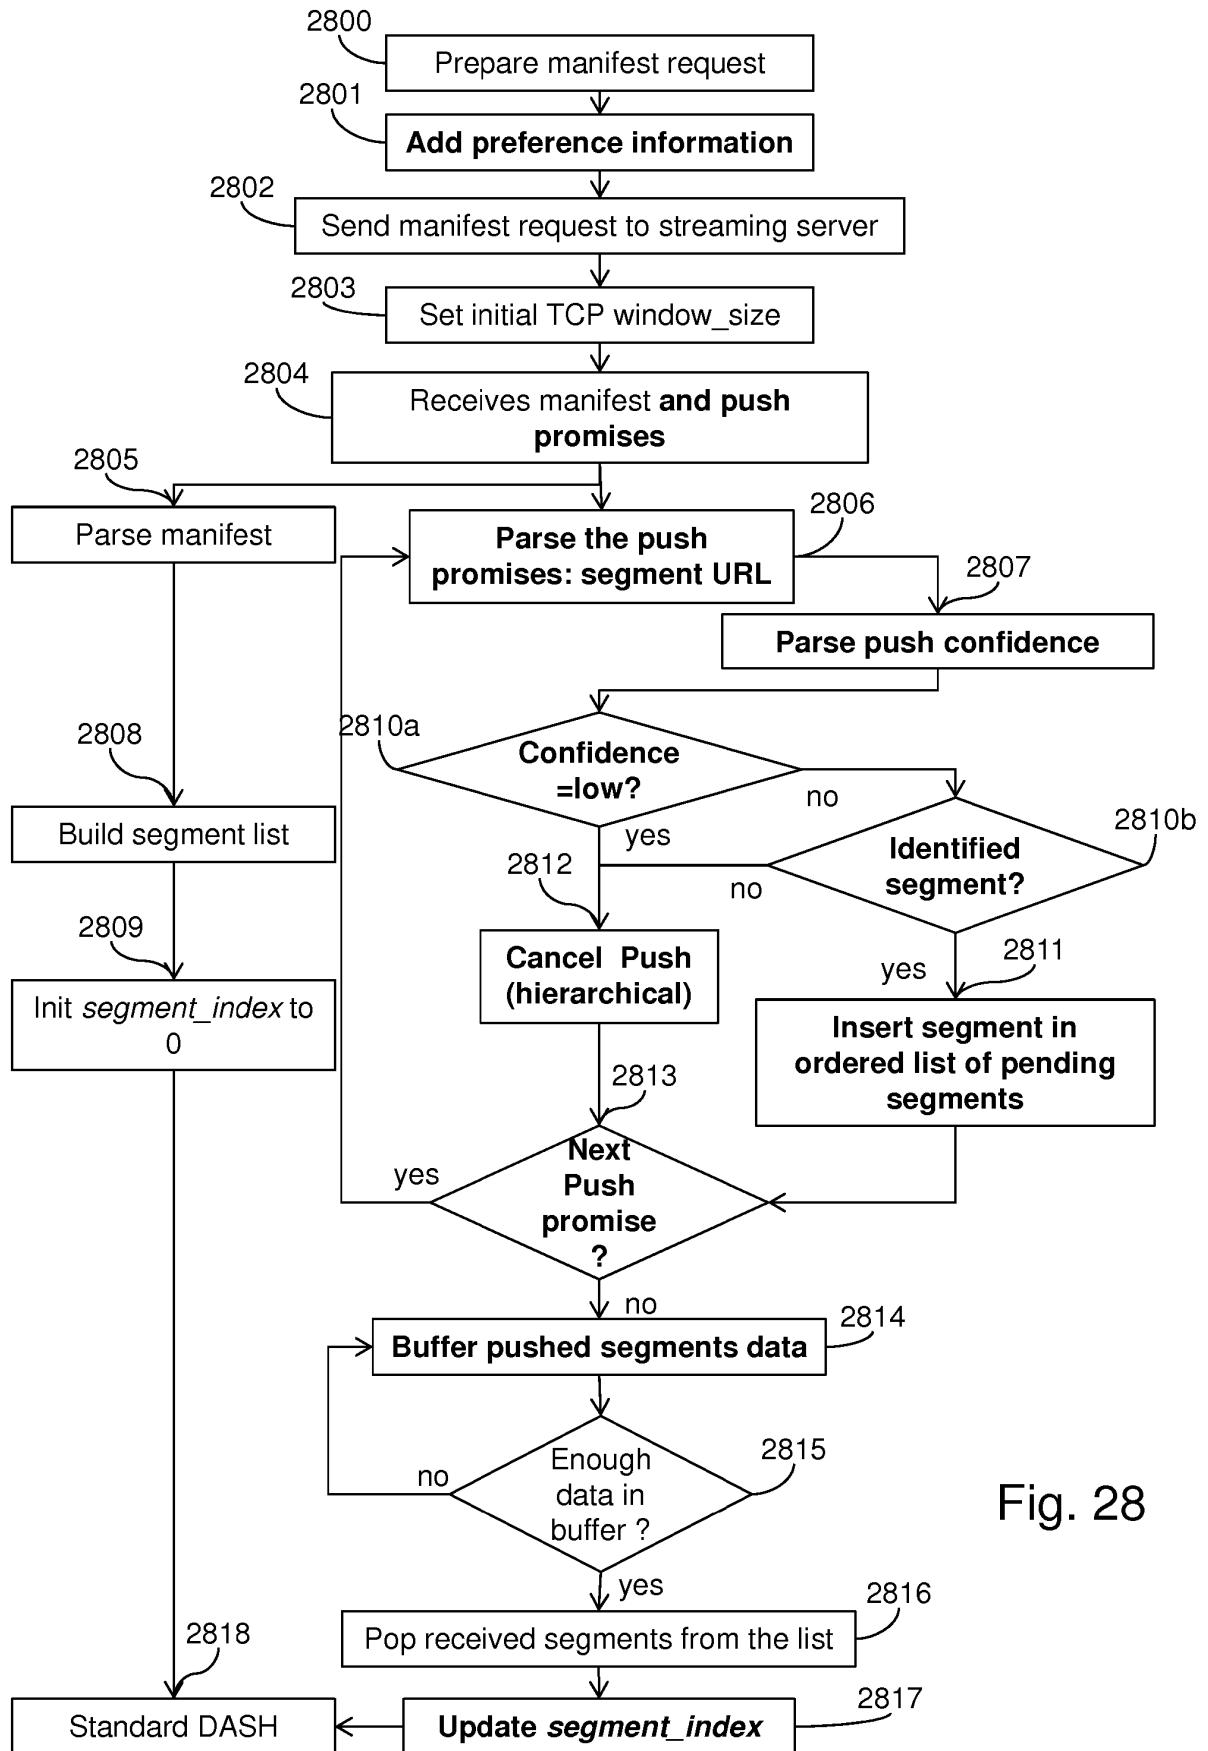 2800
Prepare manifest request
2801
Add preference information
2802
Send manifest request to streaming server
2803
Set initial TCP window_size
2804
Receives manifest and push
promises
2805
Parse manifest
2806
Parse the push
promises: segment URL
2807
Parse push confidence
2808
Build segment list
2809
Init segment_index to
0
2810a
Confidence
=low?
no
yes
2810b
Identified
segment?
no
yes
2812
Cancel Push
(hierarchical)
2811
Insert segment in
ordered list of pending
segments
2813
Next
Push
promise
?
yes
no
2814
Buffer pushed segments data
2815
Enough
data in
buffer ?
no
yes
Fig. 28
2816
Pop received segments from the list
2817
Update segment_index
2818
Standard DASH